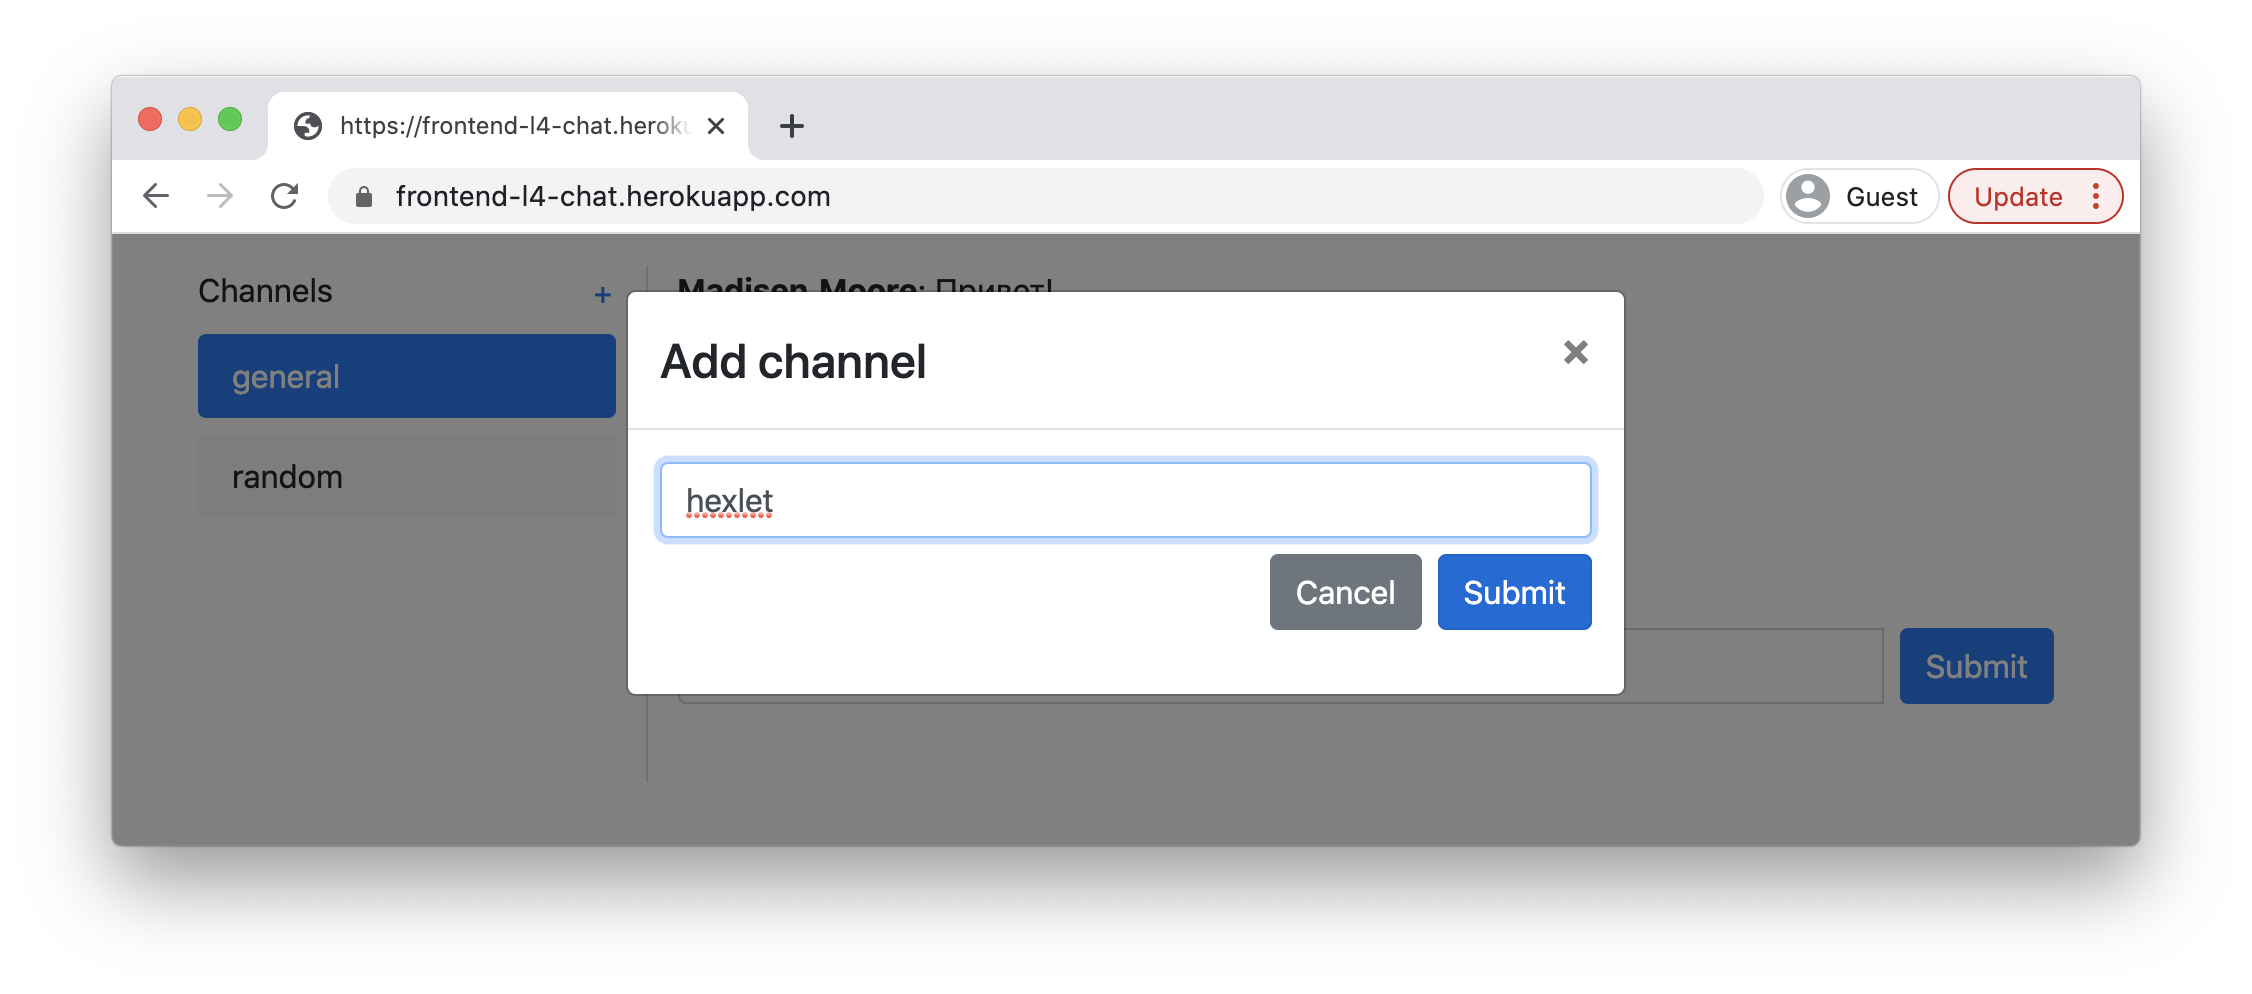 https://frontend-l4-chat.heroku
frontend-l4-chat.herokuapp.com
Guest
Update
Channels
+
Madison Moore: Привет!
general
random
Add channel
×
hexlet
Cancel
Submit
Submit